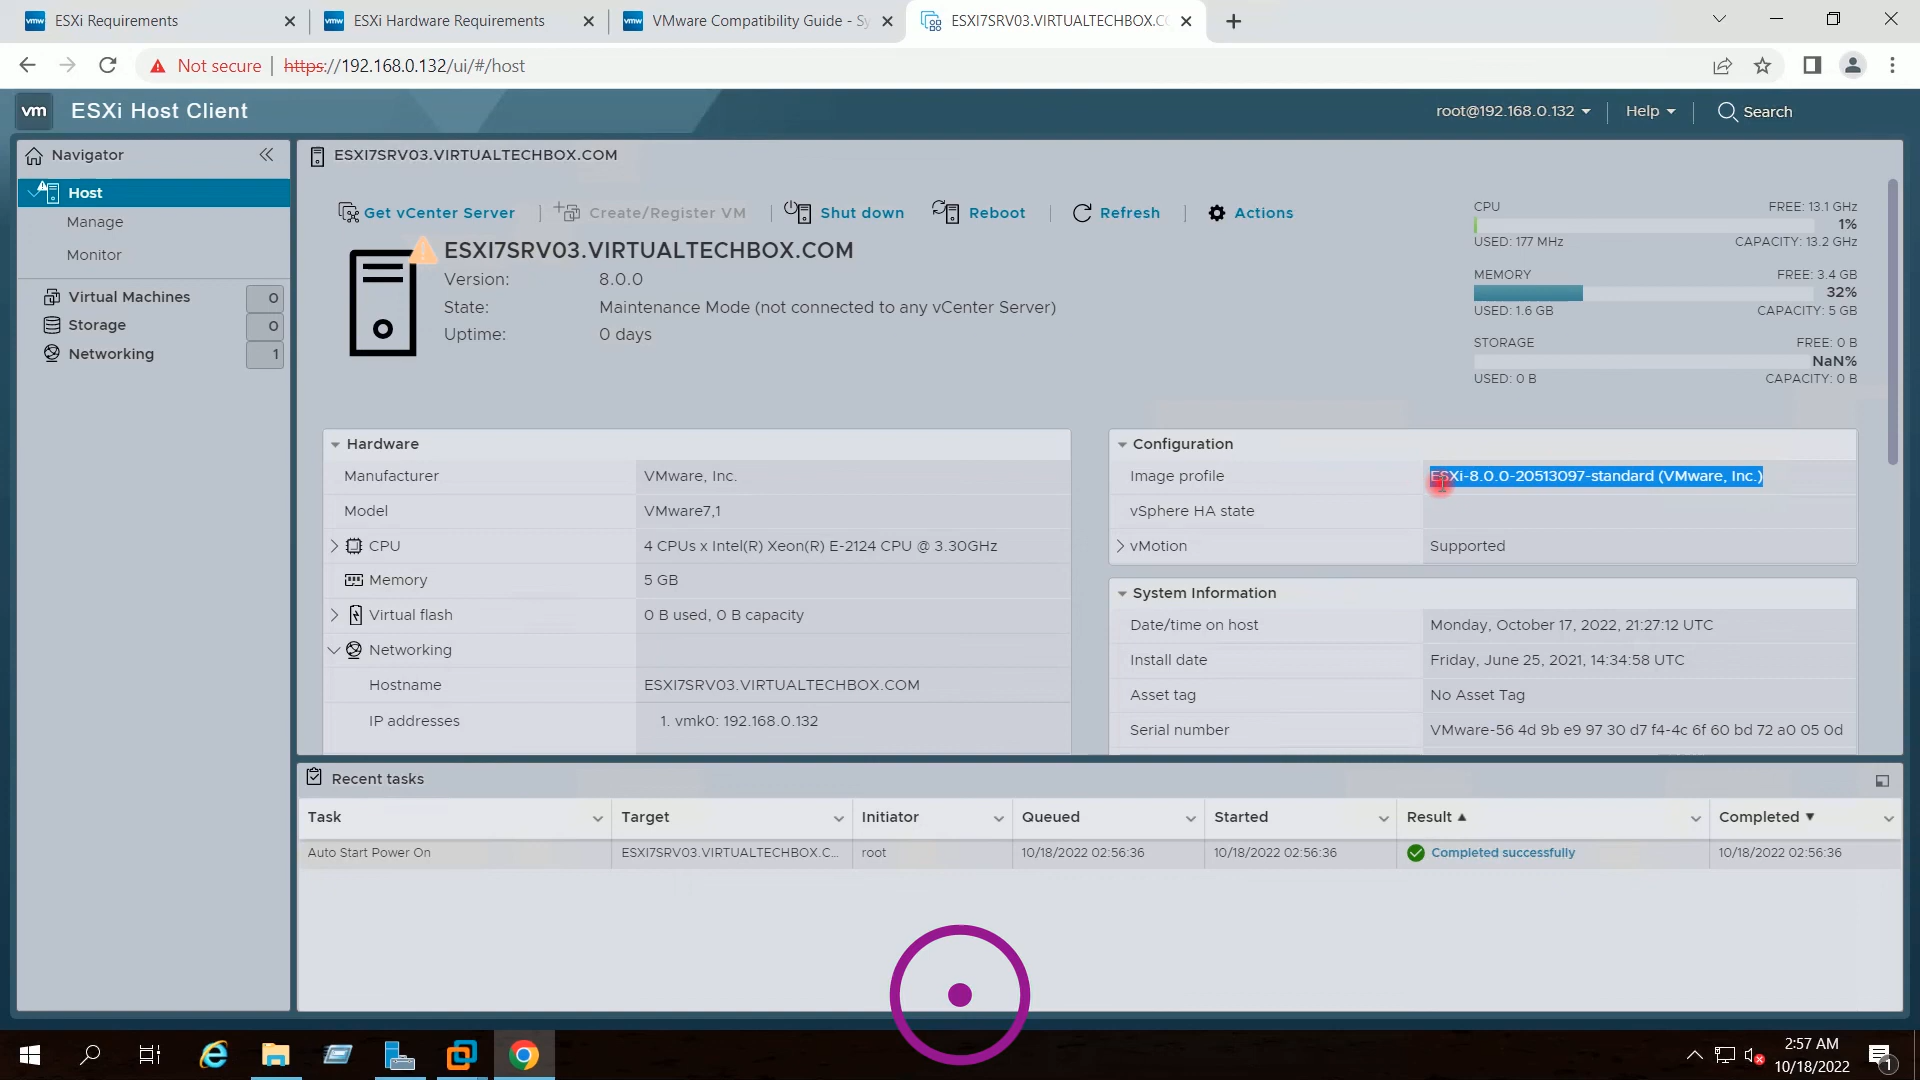 ESXi Requirements
ESXi Hardware Requirements
VMware Compatibility Guide - Sy
ESXI7SRV03.VIRTUALTECHBOX.CO
Not secure | https://192.168.0.132/ui/#/host
vm ESXi Host Client
root@192.168.0.132
Help
Search
Navigator
Host
Manage
Monitor
Virtual Machines 0
Storage 0
Networking 1
ESXI7SRV03.VIRTUALTECHBOX.COM
Get vCenter Server | Create/Register VM | Shut down Reboot | Refresh | Actions
ESXI7SRV03.VIRTUALTECHBOX.COM
Version: 8.0.0
State: Maintenance Mode (not connected to any vCenter Server)
Uptime: 0 days
CPU FREE: 13.1 GHz
1%
USED: 177 MHz CAPACITY: 13.2 GHz
MEMORY FREE: 3.4 GB
32%
USED: 1.6 GB CAPACITY: 5 GB
STORAGE FREE: 0 B
NaN%
USED: 0 B CAPACITY: 0 B
Hardware
Manufacturer VMware, Inc.
Model VMware7,1
CPU 4 CPUs x Intel(R) Xeon(R) E-2124 CPU @ 3.30GHz
Memory 5 GB
Virtual flash 0 B used, 0 B capacity
Networking
Hostname ESXI7SRV03.VIRTUALTECHBOX.COM
IP addresses 1. vmk0: 192.168.0.132
Configuration
Image profile ESXi-8.0.0-20513097-standard (VMware, Inc.)
vSphere HA state
vMotion Supported
System Information
Date/time on host Monday, October 17, 2022, 21:27:12 UTC
Install date Friday, June 25, 2021, 14:34:58 UTC
Asset tag No Asset Tag
Serial number VMware-56 4d 9b e9 97 30 d7 f4-4c 6f 60 bd 72 a0 05 0d
Recent tasks
Task Target Initiator Queued Started Result Completed
Auto Start Power On ESXI7SRV03.VIRTUALTECHBOX.C... root 10/18/2022 02:56:36 10/18/2022 02:56:36 Completed successfully 10/18/2022 02:56:36
2:57 AM
10/18/2022
1